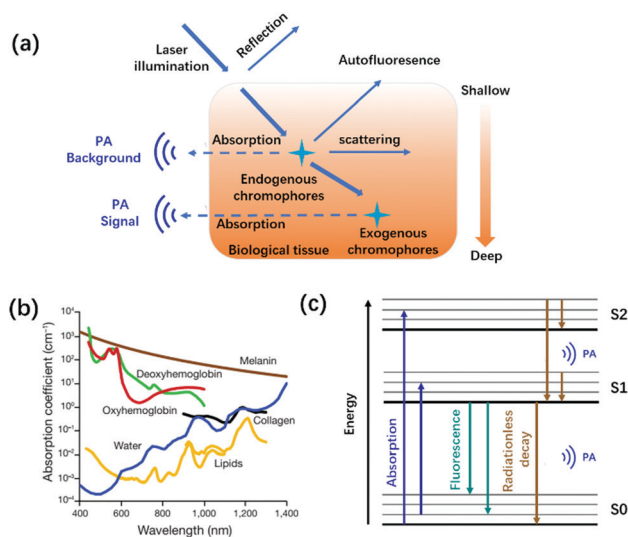 (a)
Laser
illumination
Reflection
Autofluoresence
Shallow
PA
Background
Absorption
scattering
Endogenous
chromophores
PA
Signal
Absorption
Exogenous
chromophores
Biological tissue
Deep
(b)
Absorption coefficient (cm⁻¹)
10⁴
10³
10²
10¹
10⁰
10⁻¹
10⁻²
10⁻³
10⁻⁴
Melanin
Deoxyhemoglobin
Oxyhemoglobin
Collagen
Water
Lipids
400
600
800
1,000
1,200
1,400
Wavelength (nm)
(c)
Energy
Absorption
Fluorescence
Radiationless
decay
S2
PA
S1
PA
S0